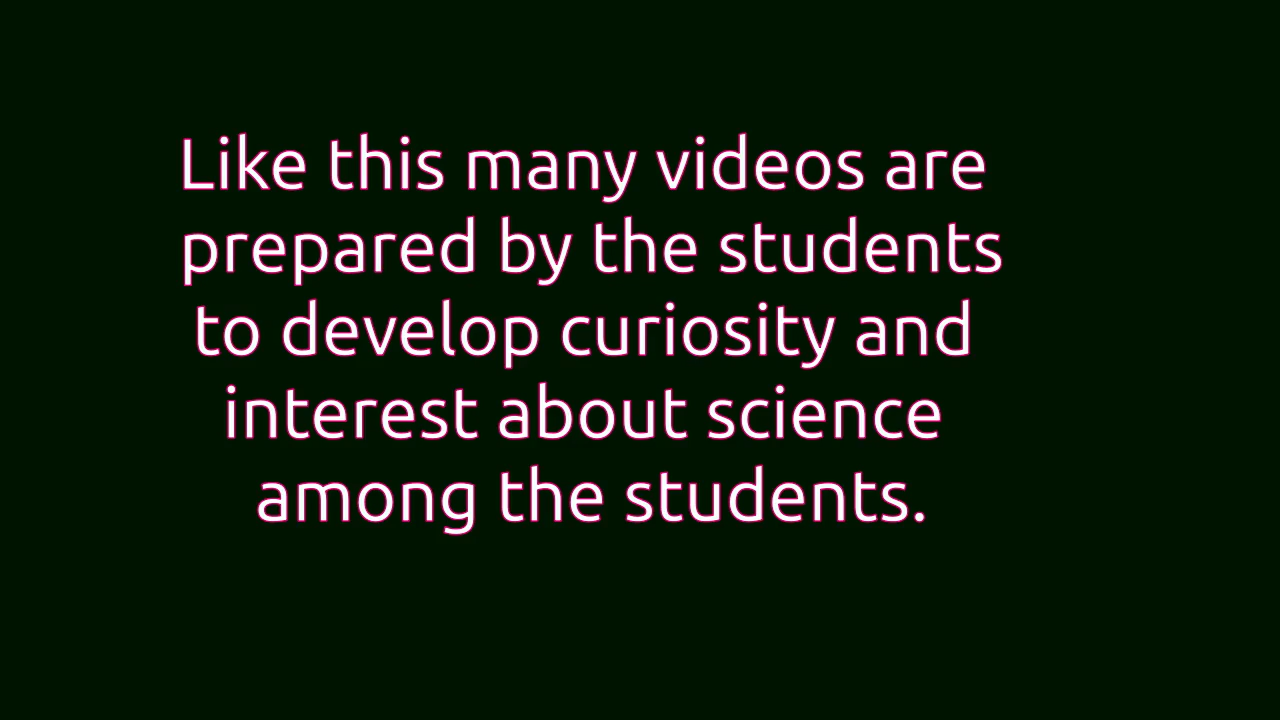 Like this many videos are
prepared by the students
to develop curiosity and
interest about science
among the students.